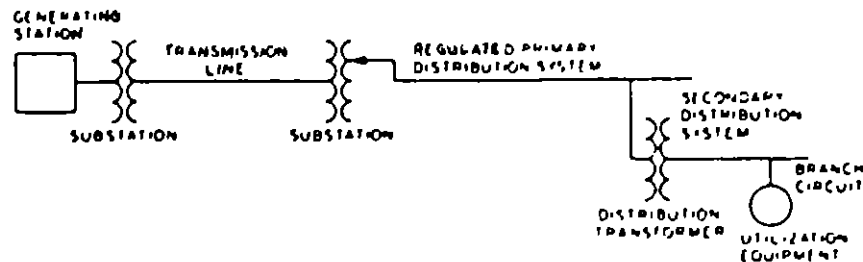 GENERATING
STATION
TRANSMISSION
LINE
REGULATED PRIMARY
DISTRIBUTION SYSTEM
SUBSTATION
SUBSTATION
SECONDARY
DISTRIBUTION
SYSTEM
BRANCH
CIRCUIT
DISTRIBUTION
TRANSFORMER
UTILIZATION
EQUIPMENT